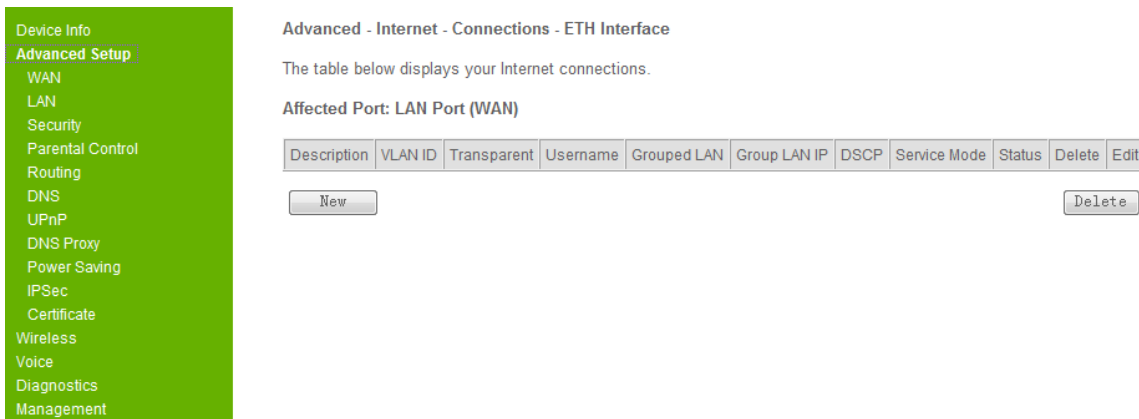 Device Info
Advanced Setup
WAN
LAN
Security
Parental Control
Routing
DNS
UPnP
DNS Proxy
Power Saving
IPSec
Certificate
Wireless
Voice
Diagnostics
Management
Advanced - Internet - Connections - ETH Interface
The table below displays your Internet connections.
Affected Port: LAN Port (WAN)
Description VLAN ID Transparent Username Grouped LAN Group LAN IP DSCP Service Mode Status Delete Edit
New Delete